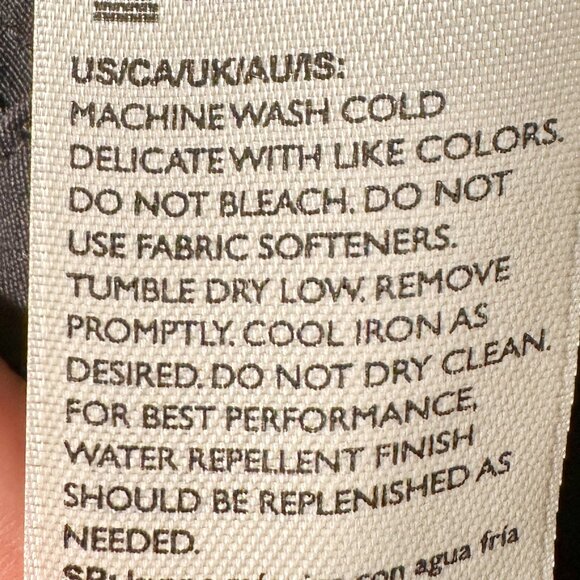 US/CA/UK/AU/IS:
MACHINE WASH COLD
DELICATE WITH LIKE COLORS.
DO NOT BLEACH. DO NOT
USE FABRIC SOFTENERS.
TUMBLE DRY LOW. REMOVE
PROMPTLY. COOL IRON AS
DESIRED. DO NOT DRY CLEAN.
FOR BEST PERFORMANCE,
WATER REPELLENT FINISH
SHOULD BE REPLENISHED AS
NEEDED.
con agua fría